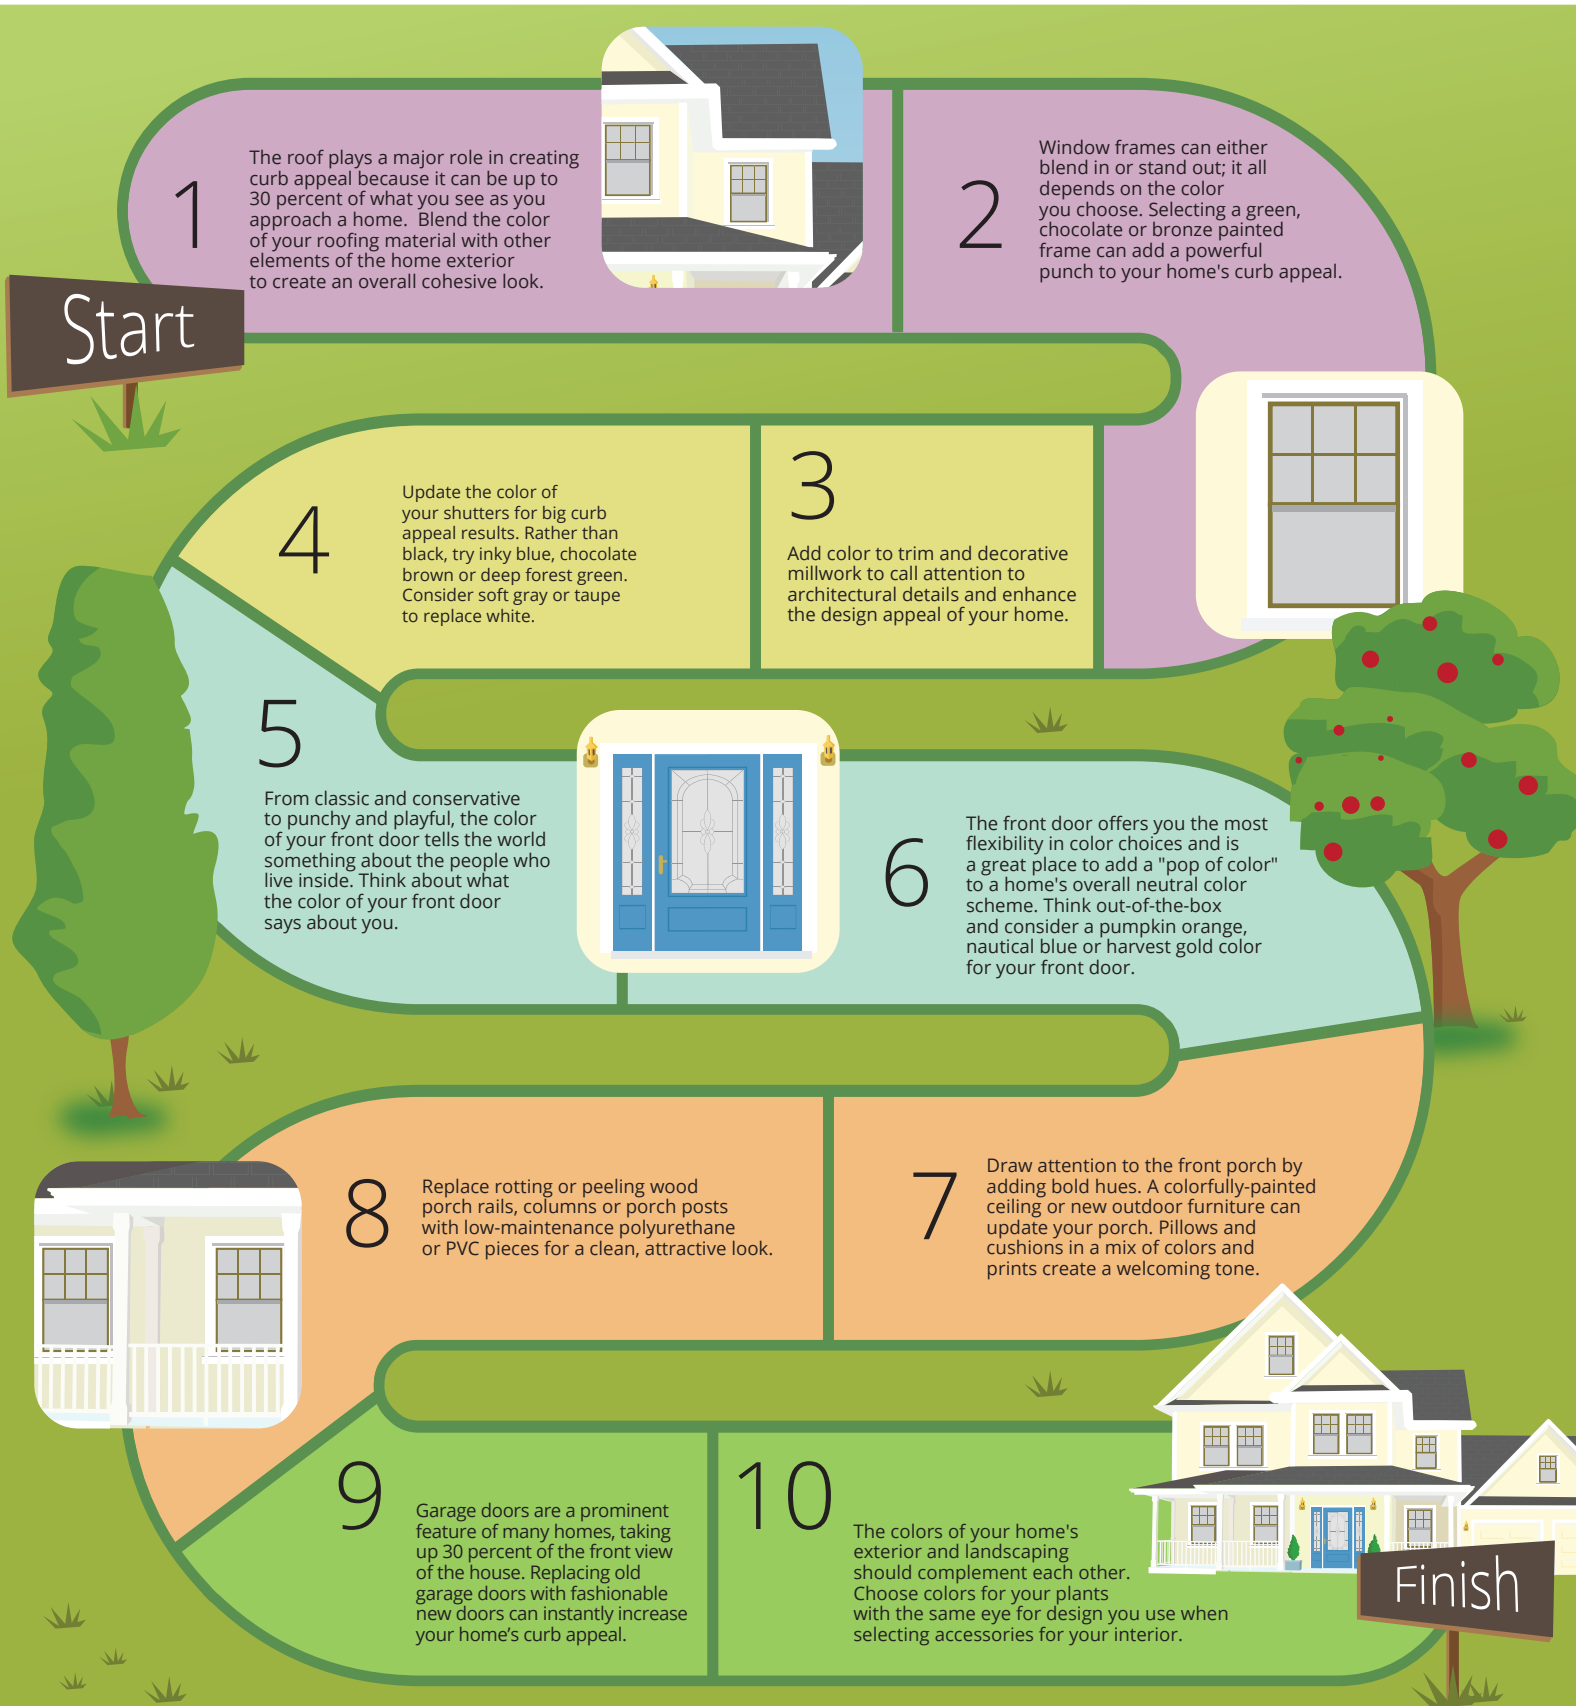 Start
1
The roof plays a major role in creating
curb appeal because it can be up to
30 percent of what you see as you
approach a home.  Blend the color
of your roofing material with other
elements of the home exterior
to create an overall cohesive look.
2
Window frames can either
blend in or stand out; it all
depends on the color
you choose. Selecting a green,
chocolate or bronze painted
frame can add a powerful
punch to your home's curb appeal.
3
Add color to trim and decorative
millwork to call attention to
architectural details and enhance
the design appeal of your home.
4
Update the color of
your shutters for big curb
appeal results. Rather than
black, try inky blue, chocolate
brown or deep forest green.
Consider soft gray or taupe
to replace white.
5
From classic and conservative
to punchy and playful, the color
of your front door tells the world
something about the people who
live inside. Think about what
the color of your front door
says about you.
6
The front door offers you the most
flexibility in color choices and is
a great place to add a "pop of color"
to a home's overall neutral color
scheme. Think out-of-the-box
and consider a pumpkin orange,
nautical blue or harvest gold color
for your front door.
7
Draw attention to the front porch by
adding bold hues. A colorfully-painted
ceiling or new outdoor furniture can
update your porch. Pillows and
cushions in a mix of colors and
prints create a welcoming tone.
8
Replace rotting or peeling wood
porch rails, columns or porch posts
with low-maintenance polyurethane
or PVC pieces for a clean, attractive look.
9
Garage doors are a prominent
feature of many homes, taking
up 30 percent of the front view
of the house. Replacing old
garage doors with fashionable
new doors can instantly increase
your home’s curb appeal.
10
The colors of your home's
exterior and landscaping
should complement each other.
Choose colors for your plants
with the same eye for design you use when
selecting accessories for your interior.
Finish